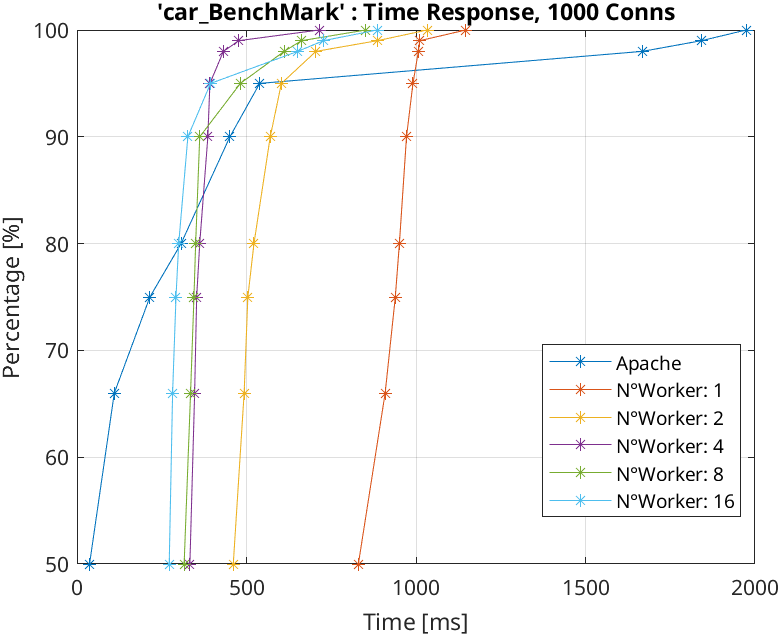 'car_BenchMark' : Time Response, 1000 Conns
100
90
80
70
60
50
Percentage [%]
0
500
1000
1500
2000
Time [ms]
Apache
N°Worker: 1
N°Worker: 2
N°Worker: 4
N°Worker: 8
N°Worker: 16